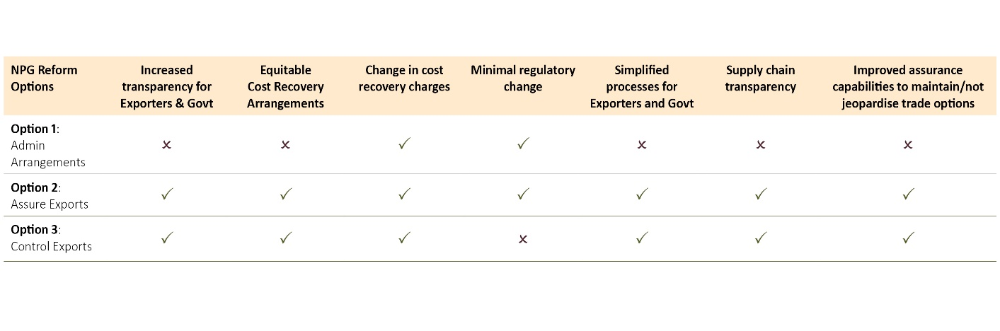 NPG Reform
Options
Increased
transparency for
Exporters & Govt
Equitable
Cost Recovery
Arrangements
Change in cost
recovery charges
Minimal regulatory
change
Simplified
processes for
Exporters and Govt
Supply chain
transparency
Improved assurance
capabilities to maintain/not
jeopardise trade options
Option 1:
Admin
Arrangements
✗ ✗ ✓ ✓ ✗ ✗ ✗
Option 2:
Assure Exports
✓ ✓ ✓ ✓ ✓ ✓ ✓
Option 3:
Control Exports
✓ ✓ ✓ ✗ ✓ ✓ ✓